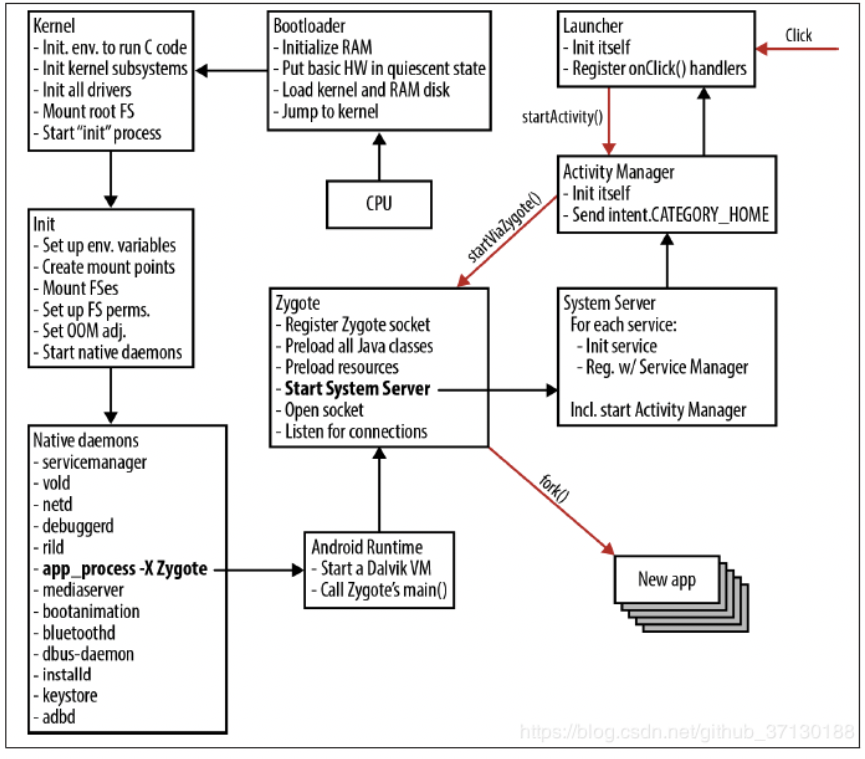 Kernel
- Init. env. to run C code
- Init kernel subsystems
- Init all drivers
- Mount root FS
- Start “init” process
Bootloader
- Initialize RAM
- Put basic HW in quiescent state
- Load kernel and RAM disk
- Jump to kernel
Launcher
- Init itself
- Register onClick() handlers
Click
startActivity()
CPU
Activity Manager
- Init itself
- Send intent.CATEGORY_HOME
startViaZygote()
Init
- Set up env. variables
- Create mount points
- Mount FSes
- Set up FS perms.
- Set OOM adj.
- Start native daemons
Zygote
- Register Zygote socket
- Preload all Java classes
- Preload resources
- Start System Server
- Open socket
- Listen for connections
System Server
For each service:
- Init service
- Reg. w/ Service Manager
Incl. start Activity Manager
Native daemons
- servicemanager
- vold
- netd
- debuggerd
- rild
- app_process -X Zygote
- mediaserver
- bootanimation
- bluetoothd
- dbus-daemon
- installd
- keystore
- adbd
Android Runtime
- Start a Dalvik VM
- Call Zygote’s main()
fork()
New app
https://blog.csdn.net/github_37130188